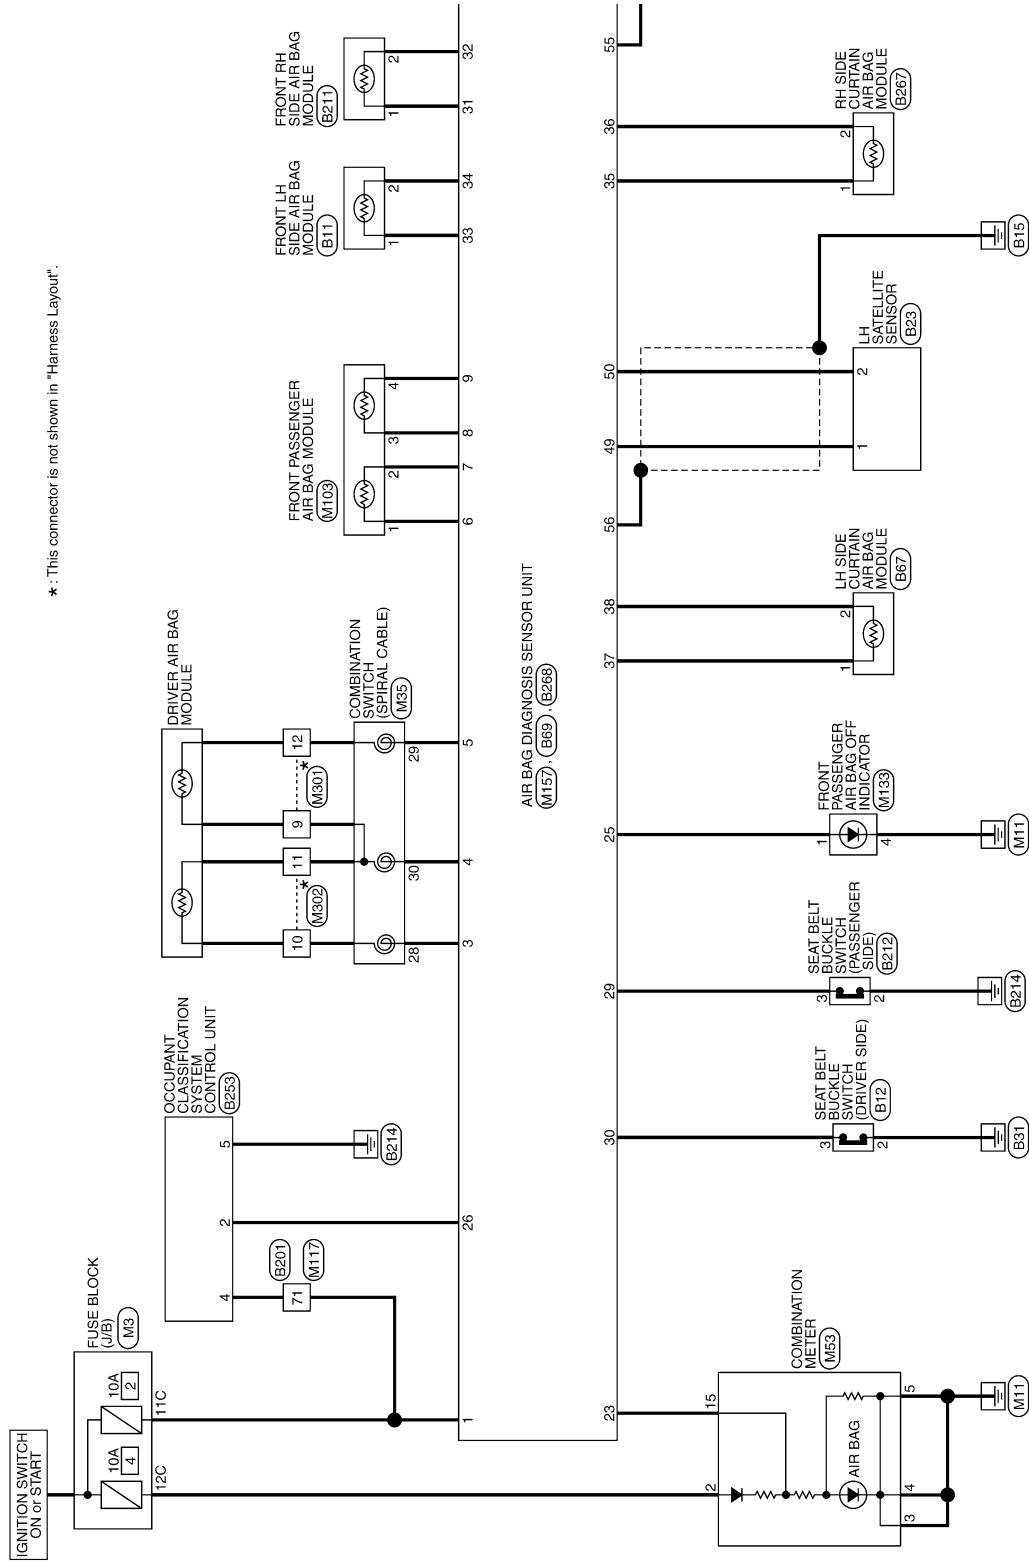 IGNITION SWITCH
ON or START
FUSE BLOCK
(J/B)
M3
10A
4
10A
2
12C
11C
OCCUPANT
CLASSIFICATION
SYSTEM
CONTROL UNIT
B253
4
2
5
71
B201
M117
B214
DRIVER AIR BAG
MODULE
10
11
9
12
M302
*
M301
*
COMBINATION
SWITCH
(SPIRAL CABLE)
M35
28
30
29
* : This connector is not shown in "Harness Layout".
FRONT PASSENGER
AIR BAG MODULE
M103
1
2
3
4
FRONT LH
SIDE AIR BAG
MODULE
B11
1
2
FRONT RH
SIDE AIR BAG
MODULE
B211
1
2
1
26
3
4
5
6
7
8
9
33
34
31
32
AIR BAG DIAGNOSIS SENSOR UNIT
M157 , B69 , B268
23
30
29
25
37
38
56
49
50
35
36
55
COMBINATION
METER
M53
2
15
AIR BAG
3
4
5
M11
SEAT BELT
BUCKLE
SWITCH
(DRIVER SIDE)
B12
3
2
B31
SEAT BELT
BUCKLE
SWITCH
(PASSENGER
SIDE)
B212
3
2
B214
FRONT
PASSENGER
AIR BAG OFF
INDICATOR
M133
1
4
M11
LH SIDE
CURTAIN
AIR BAG
MODULE
B67
1
2
LH
SATELLITE
SENSOR
B23
1
2
B15
RH SIDE
CURTAIN
AIR BAG
MODULE
B267
1
2